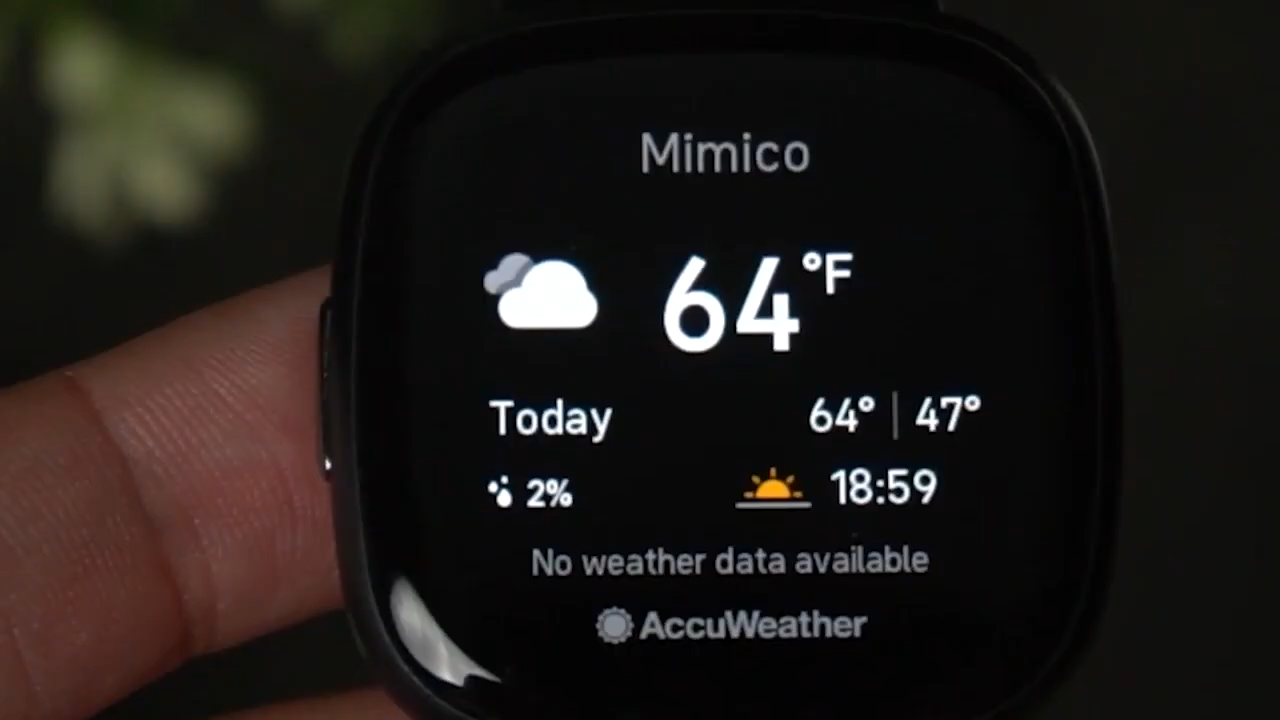 Mimico
64°F
Today 64° | 47°
2% 18:59
No weather data available
AccuWeather